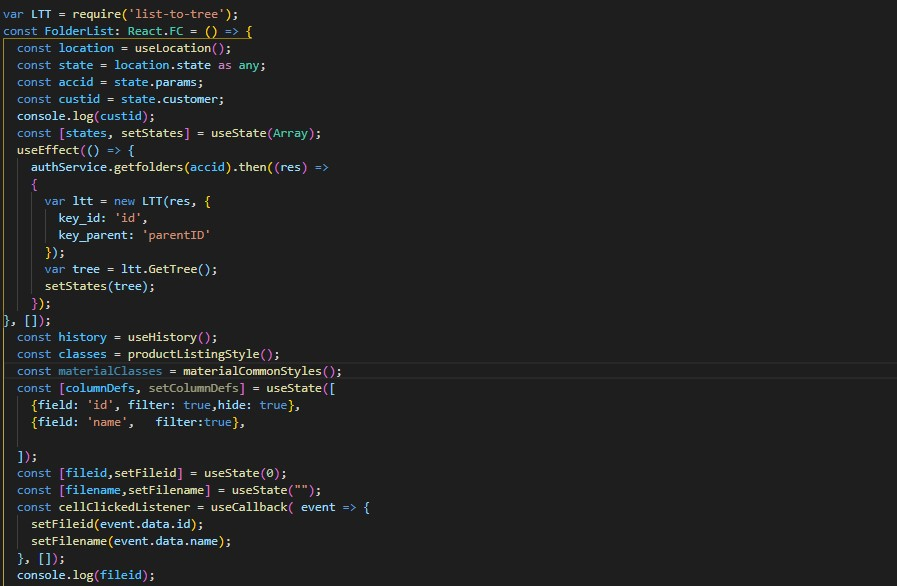 var LTT = require('list-to-tree');
const FolderList: React.FC = () => {
const location = useLocation();
const state = location.state as any;
const accid = state.params;
const custid = state.customer;
console.log(custid);
const [states, setStates] = useState(Array);
useEffect(() => {
authService.getfolders(accid).then((res) =>
{
var ltt = new LTT(res, {
key_id: 'id',
key_parent: 'parentID'
});
var tree = ltt.GetTree();
setStates(tree);
});
}, []);
const history = useHistory();
const classes = productListingStyle();
const materialClasses = materialCommonStyles();
const [columnDefs, setColumnDefs] = useState([
{field: 'id', filter: true,hide: true},
{field: 'name',   filter:true},
]);
const [fileid,setFileid] = useState(0);
const [filename,setFilename] = useState("");
const cellClickedListener = useCallback( event => {
setFileid(event.data.id);
setFilename(event.data.name);
}, []);
console.log(fileid);